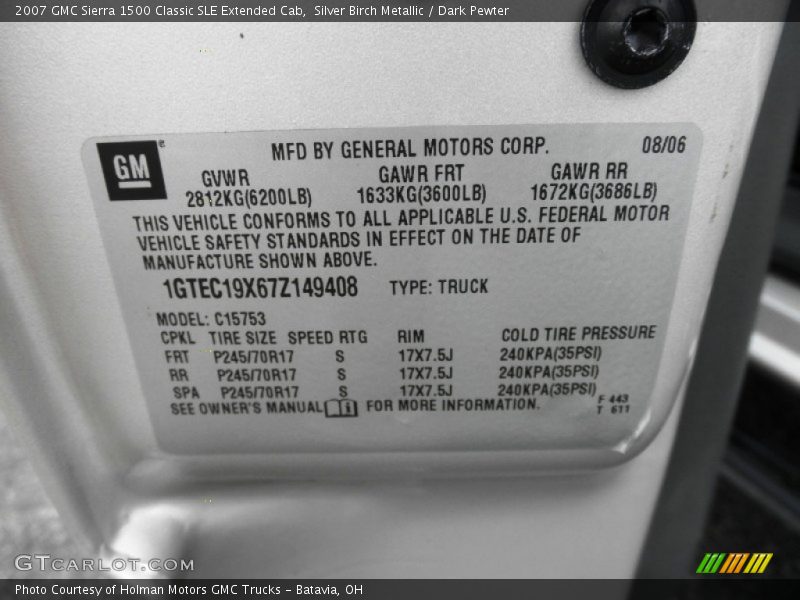 2007 GMC Sierra 1500 Classic SLE Extended Cab,  Silver Birch Metallic / Dark Pewter
GM
MFD BY GENERAL MOTORS CORP. 08/06
GVWR GAWR FRT GAWR RR
2812KG(6200LB) 1633KG(3600LB) 1672KG(3686LB)
THIS VEHICLE CONFORMS TO ALL APPLICABLE U.S. FEDERAL MOTOR
VEHICLE SAFETY STANDARDS IN EFFECT ON THE DATE OF
MANUFACTURE SHOWN ABOVE.
1GTEC19X67Z149408 TYPE: TRUCK
MODEL: C15753
CPKL TIRE SIZE SPEED RTG RIM COLD TIRE PRESSURE
FRT P245/70R17 S 17X7.5J 240KPA(35PSI)
RR P245/70R17 S 17X7.5J 240KPA(35PSI)
SPA P245/70R17 S 17X7.5J 240KPA(35PSI)
SEE OWNER'S MANUAL FOR MORE INFORMATION.
F 443
T 611
GTcarlot.com
Photo Courtesy of Holman Motors GMC Trucks - Batavia, OH